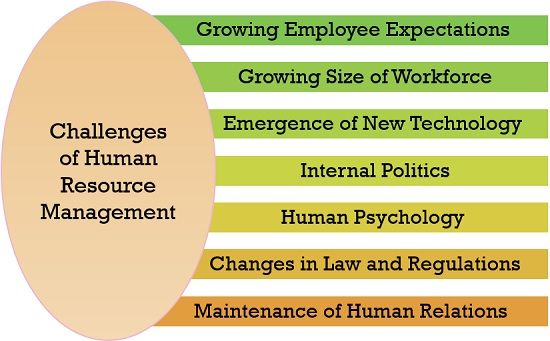 Challenges
of Human
Resource
Management
Growing Employee Expectations
Growing Size of Workforce
Emergence of New Technology
Internal Politics
Human Psychology
Changes in Law and Regulations
Maintenance of Human Relations